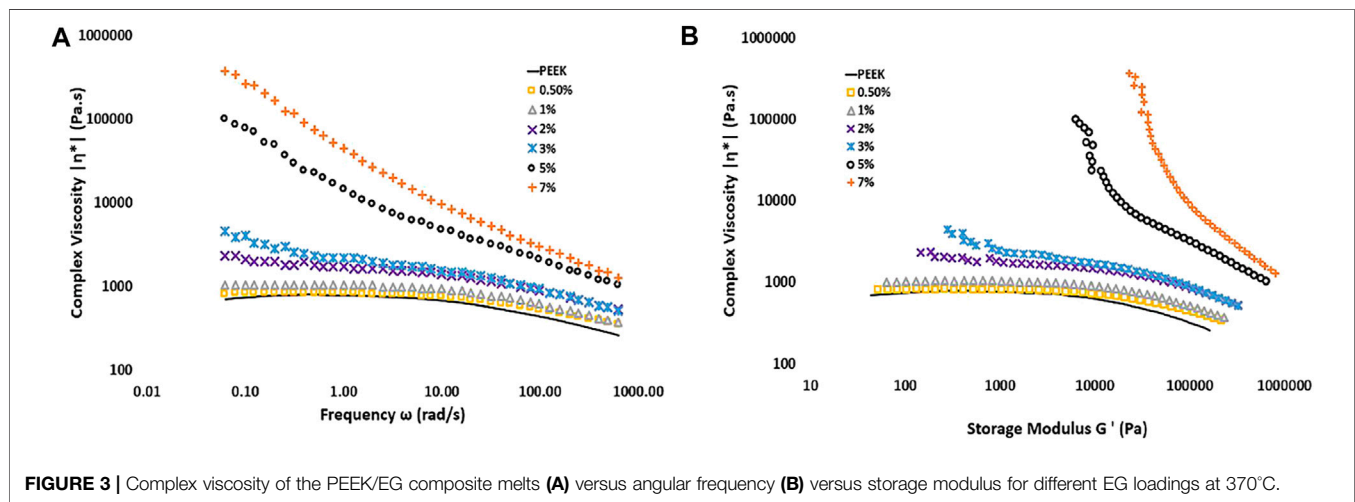 A
1000000
100000
10000
1000
100
Complex Viscosity |η*| (Pa.s)
0.01 0.10 1.00 10.00 100.00 1000.00
Frequency ω (rad/s)
PEEK
0.50%
1%
2%
3%
5%
7%
B
1000000
100000
10000
1000
100
Complex Viscosity |η*| (Pa.s)
10 100 1000 10000 100000 1000000
Storage Modulus G ' (Pa)
PEEK
0.50%
1%
2%
3%
5%
7%
FIGURE 3 | Complex viscosity of the PEEK/EG composite melts (A) versus angular frequency (B) versus storage modulus for different EG loadings at 370°C.